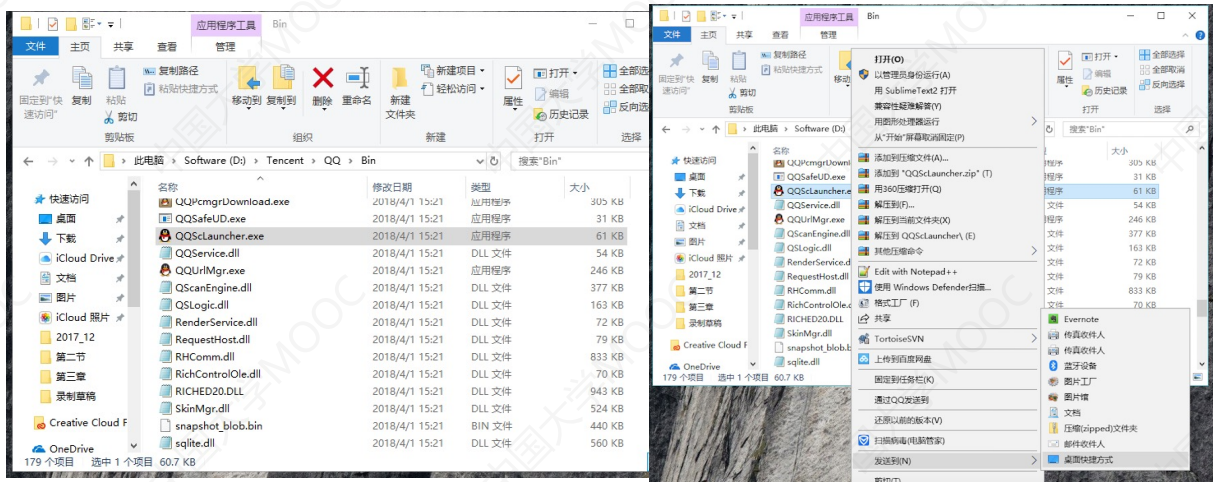 应用程序工具 Bin
文件 主页 共享 查看 管理
固定到"快速访问" 复制 粘贴 复制路径 粘贴快捷方式 剪切
移动到 复制到 删除 重命名 新建文件夹 新建项目 轻松访问 属性 打开 编辑 历史记录 全部选 全部取 反向选
剪贴板 组织 新建 打开 选择
此电脑 Software (D:) Tencent QQ Bin 搜索"Bin"
名称 修改日期 类型 大小
快速访问
桌面
下载
iCloud Drive
文档
图片
iCloud 照片
2017_12
第二节
第三章
录制草稿
Creative Cloud F
OneDrive
QQPcmgrDownload.exe 2018/4/1 15:21 应用程序 305 KB
QQSafeUD.exe 2018/4/1 15:21 应用程序 31 KB
QQScLauncher.exe 2018/4/1 15:21 应用程序 61 KB
QQService.dll 2018/4/1 15:21 DLL 文件 54 KB
QQUrlMgr.exe 2018/4/1 15:21 应用程序 246 KB
QScanEngine.dll 2018/4/1 15:21 DLL 文件 377 KB
QSLogic.dll 2018/4/1 15:21 DLL 文件 163 KB
RenderService.dll 2018/4/1 15:21 DLL 文件 72 KB
RequestHost.dll 2018/4/1 15:21 DLL 文件 79 KB
RHComm.dll 2018/4/1 15:21 DLL 文件 833 KB
RichControlOle.dll 2018/4/1 15:21 DLL 文件 70 KB
RICHED20.DLL 2018/4/1 15:21 DLL 文件 943 KB
SkinMgr.dll 2018/4/1 15:21 DLL 文件 524 KB
snapshot_blob.bin 2018/4/1 15:21 BIN 文件 440 KB
sqlite.dll 2018/4/1 15:21 DLL 文件 560 KB
179 个项目 选中 1 个项目 60.7 KB
应用程序工具 Bin
文件 主页 共享 查看 管理
固定到"快速访问" 复制 粘贴 复制路径 粘贴快捷方式 剪切 移动
剪贴板
属性 打开 编辑 历史记录 全部选择 全部取消 反向选择
打开 选择
此电脑 Software (D:) 搜索"Bin"
名称 大小
快速访问
桌面
下载
iCloud Drive
文档
图片
iCloud 照片
2017_12
第二节
第三章
录制草稿
Creative Cloud F
OneDrive
QQPcmgrDownl 程序 305 KB
QQSafeUD.exe 程序 31 KB
QQScLauncher.e 程序 61 KB
QQService.dll 文件 54 KB
QQUrlMgr.exe 程序 246 KB
QScanEngine.dll 文件 377 KB
QSLogic.dll 文件 163 KB
RenderService.d 文件 72 KB
RequestHost.dll 文件 79 KB
RHComm.dll 文件 833 KB
RichControlOle.d 文件 70 KB
RICHED20.DLL
SkinMgr.dll
snapshot_blob.b
sqlite.dll
179 个项目 选中 1 个项目 60.7 KB
打开(O)
以管理员身份运行(A)
用 SublimeText2 打开
兼容性疑难解答(Y)
用图形处理器运行
从"开始"屏幕取消固定(P)
添加到压缩文件(A)...
添加到 "QQScLauncher.zip" (T)
用360压缩打开(Q)
解压到(F)...
解压到当前文件夹(X)
解压到 QQScLauncher\ (E)
其他压缩命令
Edit with Notepad++
使用 Windows Defender扫描...
格式工厂 (F)
共享
TortoiseSVN
上传到百度网盘
固定到任务栏(K)
通过QQ发送到
还原以前的版本(V)
扫描病毒(电脑管家)
发送到(N)
剪切(T)
Evernote
传真收件人
传真收件人
蓝牙设备
图片工厂
图片馆
文档
压缩(zipped)文件夹
邮件收件人
桌面快捷方式